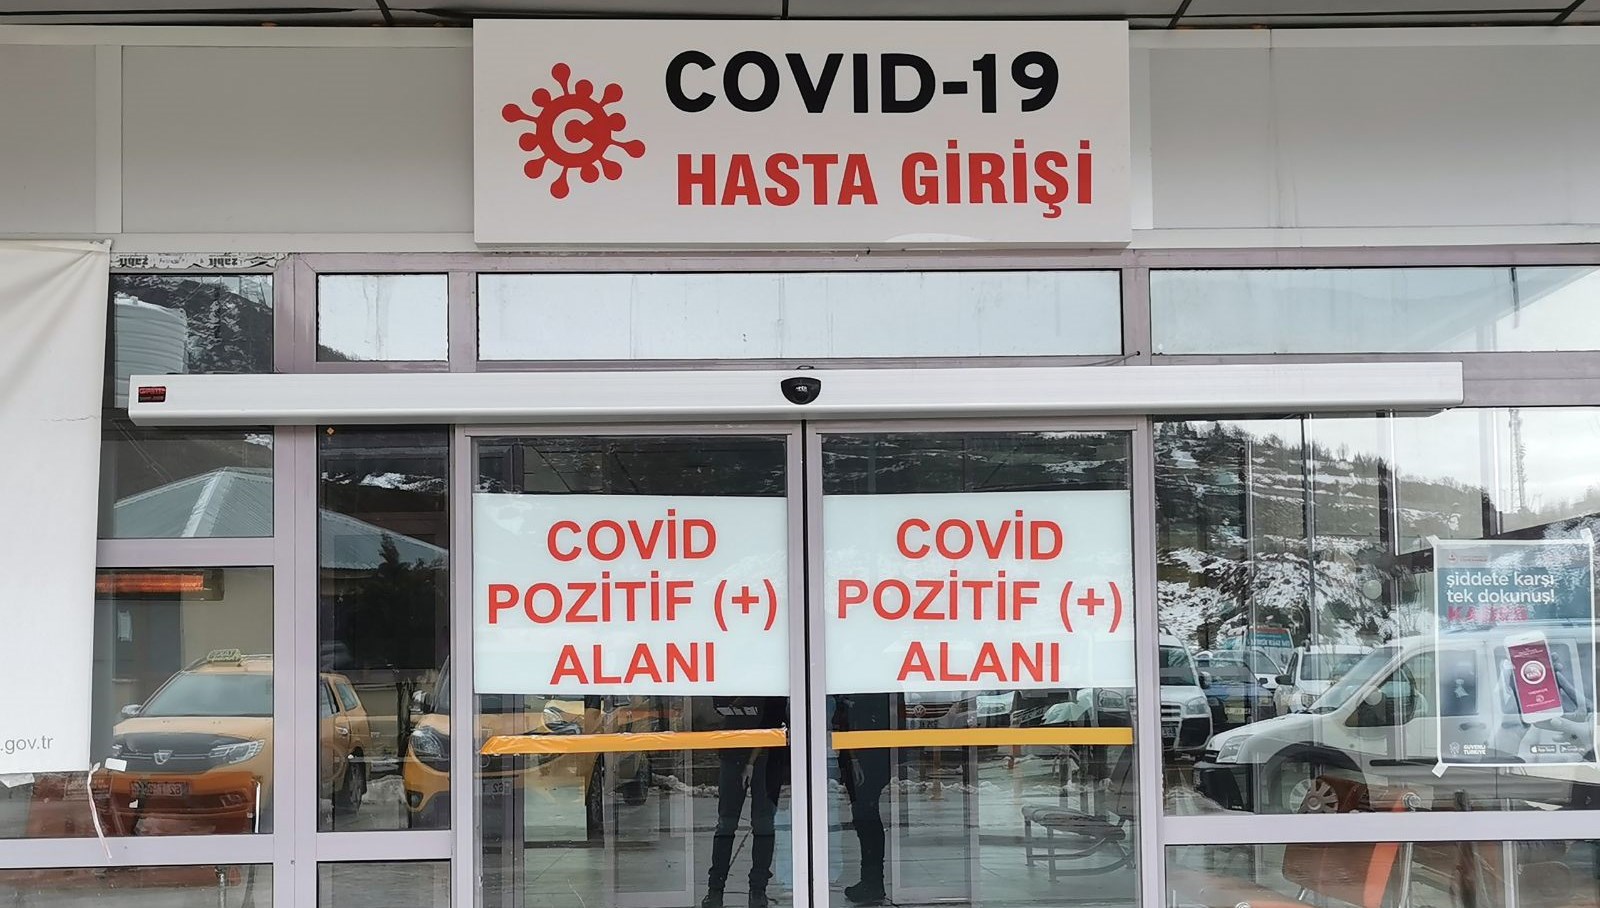 COVID-19
HASTA GİRİŞİ
COVİD
POZİTİF (+)
ALANI
COVİD
POZİTİF (+)
ALANI
şiddete karşı
tek dokunuş!
KADES
.gov.tr